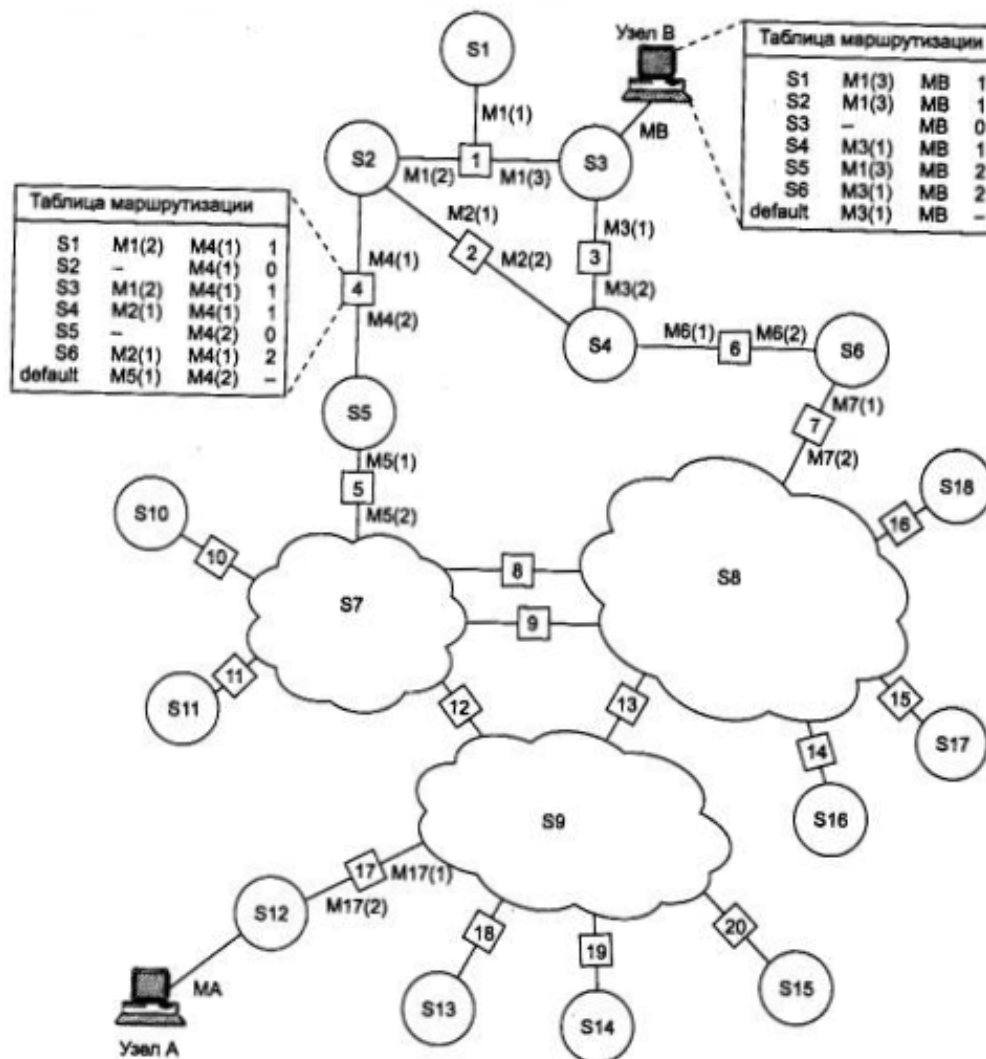 S1
Узел В
Таблица маршрутизации
S1 M1(3) MB 1
S2 M1(3) MB 1
S3 – MB 0
S4 M3(1) MB 1
S5 M1(3) MB 2
S6 M3(1) MB 2
default M3(1) MB –
M1(1)
MB
S2
1
S3
M1(2)
M1(3)
Таблица маршрутизации
S1 M1(2) M4(1) 1
S2 – M4(1) 0
S3 M1(2) M4(1) 1
S4 M2(1) M4(1) 1
S5 – M4(2) 0
S6 M2(1) M4(1) 2
default M5(1) M4(2) –
M2(1)
M3(1)
2
M2(2)
3
M4(1)
4
M3(2)
M4(2)
S4
M6(1)
6
M6(2)
S6
S5
M7(1)
7
M7(2)
M5(1)
5
M5(2)
S10
S18
16
10
8
S8
S7
9
11
S11
12
13
15
S17
14
S16
S9
17
M17(1)
S12
M17(2)
18
19
20
MA
S13
S14
S15
Узел А